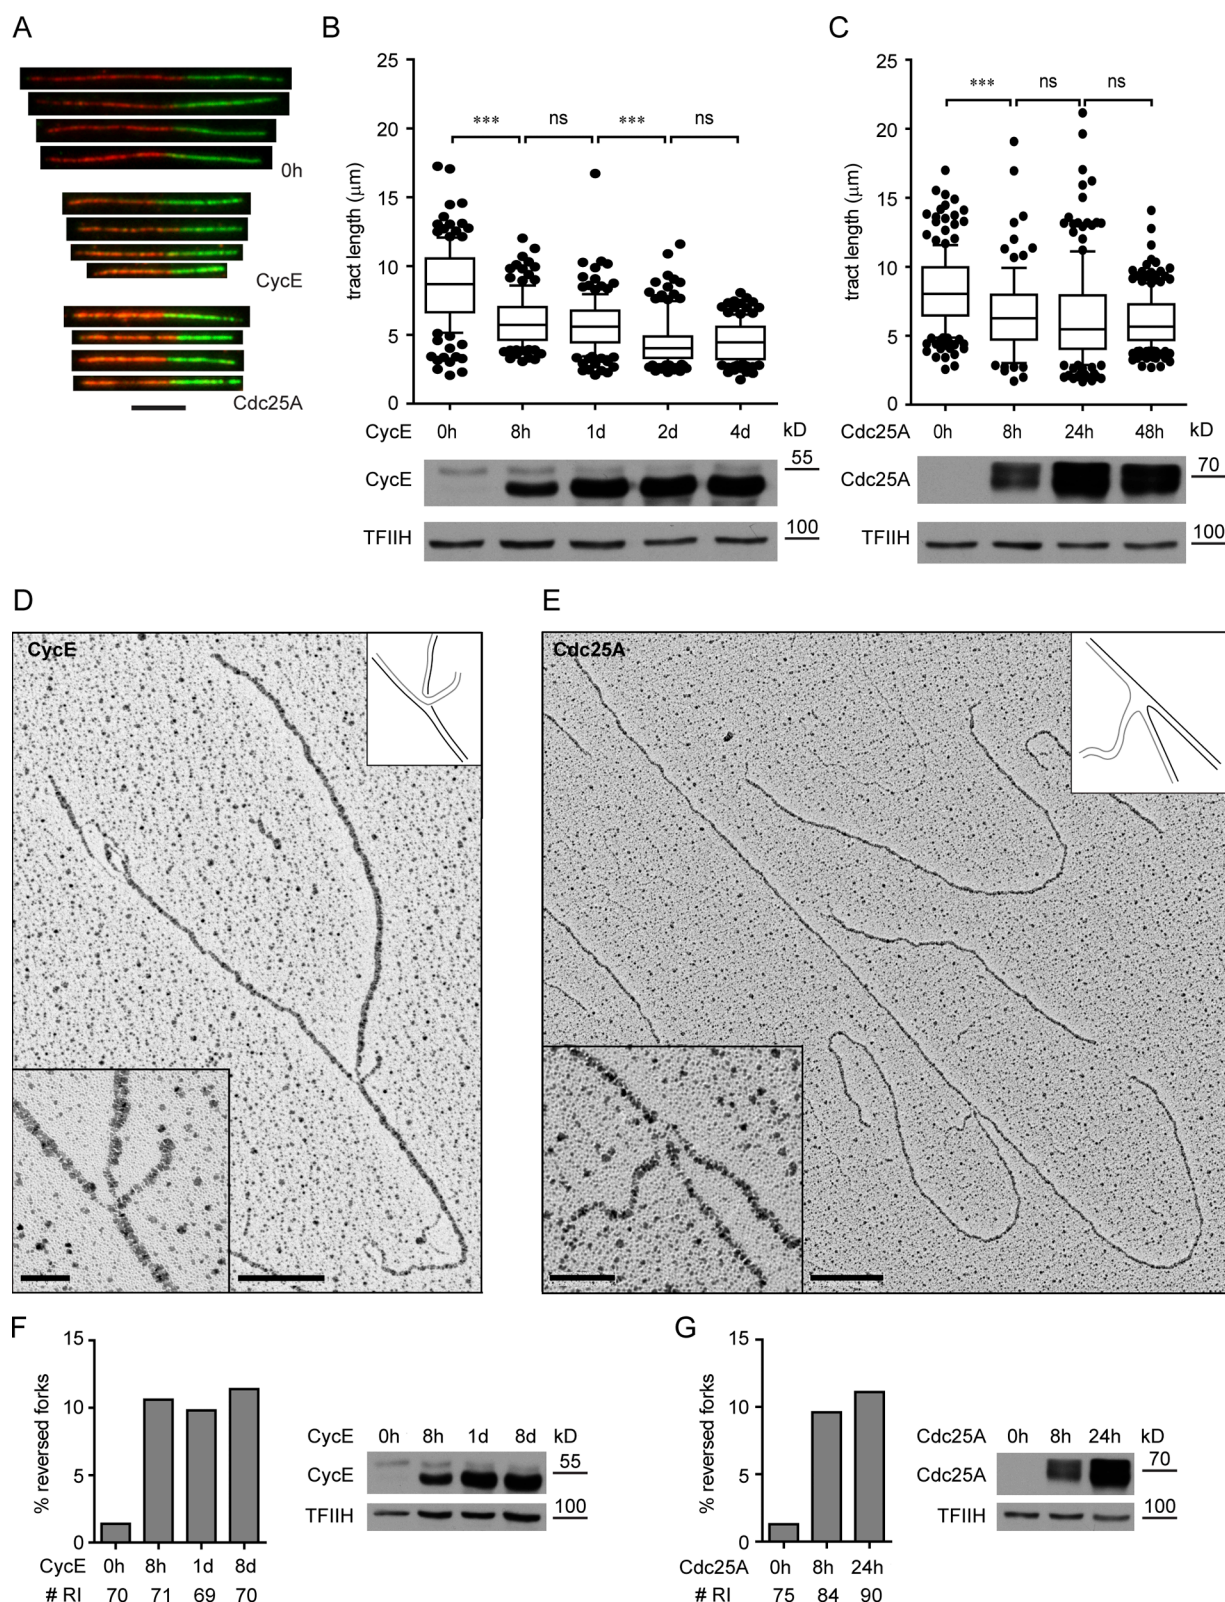 A
0h
CycE
Cdc25A
B
25
20
15
10
5
0
tract length (μm)
*** ns *** ns
CycE 0h 8h 1d 2d 4d kD
CycE 55
TFIIH 100
C
25
20
15
10
5
0
tract length (μm)
*** ns ns
Cdc25A 0h 8h 24h 48h kD
Cdc25A 70
TFIIH 100
D
CycE
E
Cdc25A
F
15
10
5
0
% reversed forks
CycE 0h 8h 1d 8d
# RI 70 71 69 70
CycE 0h 8h 1d 8d kD
CycE 55
TFIIH 100
G
15
10
5
0
% reversed forks
Cdc25A 0h 8h 24h
# RI 75 84 90
Cdc25A 0h 8h 24h kD
Cdc25A 70
TFIIH 100